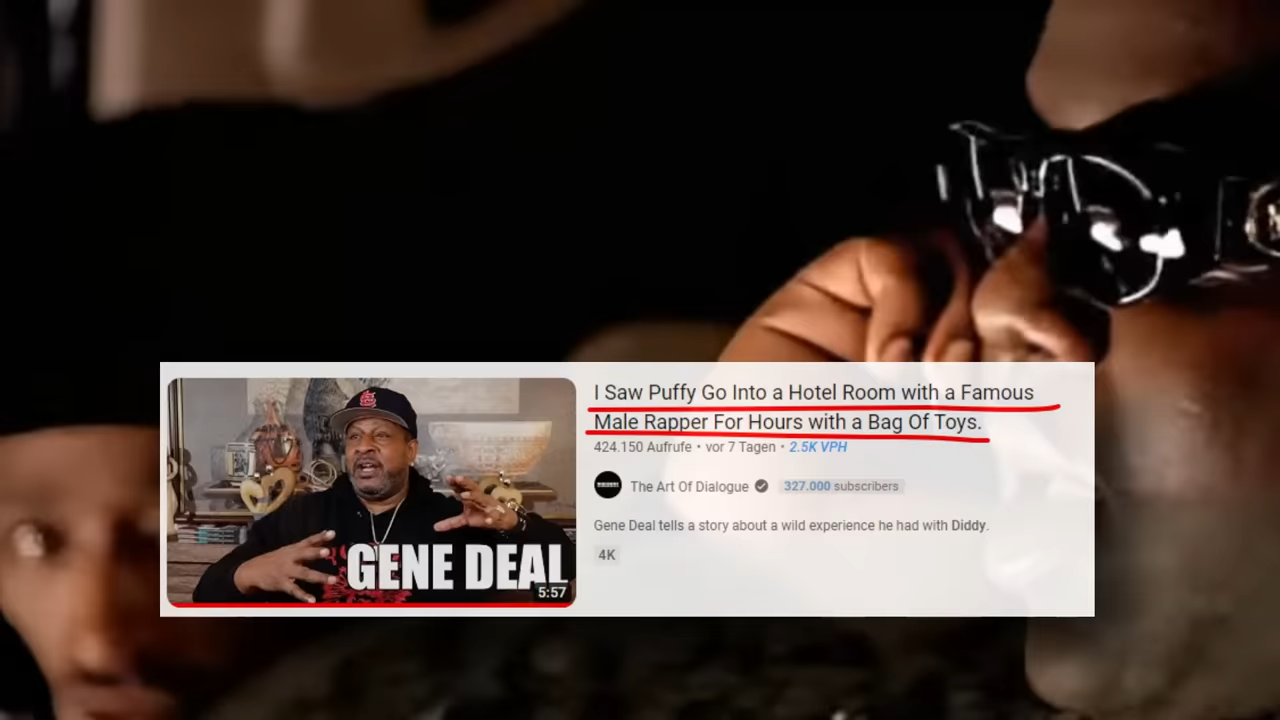 I Saw Puffy Go Into a Hotel Room with a Famous
Male Rapper For Hours with a Bag Of Toys.
424.150 Aufrufe • vor 7 Tagen • 2.5K VPH
The Art Of Dialogue 327.000 subscribers
Gene Deal tells a story about a wild experience he had with Diddy.
4K
GENE DEAL
5:57